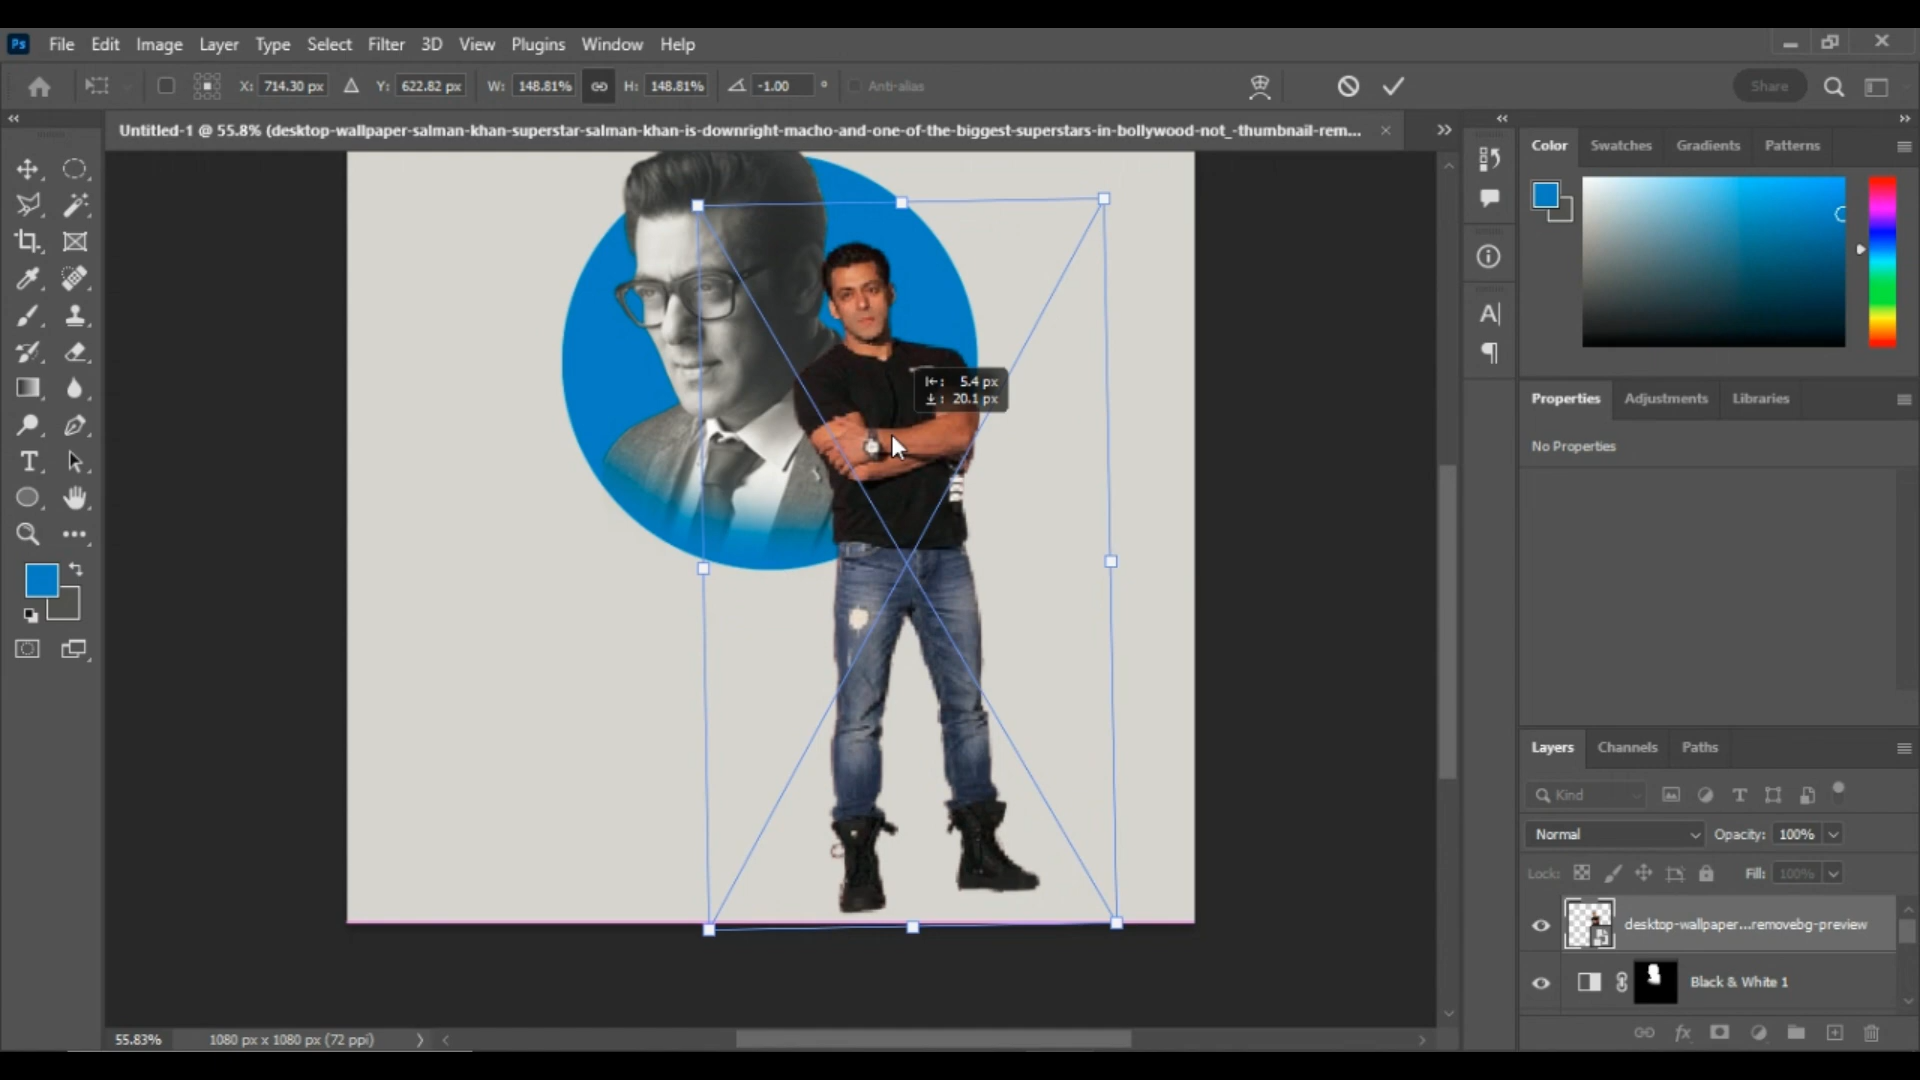 Ps File Edit Image Layer Type Select Filter 3D View Plugins Window Help
X: 714.30 px Y: 622.82 px W: 148.81% H: 148.81% -1.00 ° Anti-alias Share
Untitled-1 @ 55.8% (desktop-wallpaper-salman-khan-superstar-salman-khan-is-downright-macho-and-one-of-the-biggest-superstars-in-bollywood-not_-thumbnail-rem...
Color Swatches Gradients Patterns
5.4 px
20.1 px
Properties Adjustments Libraries
No Properties
Layers Channels Paths
Kind
Normal Opacity: 100%
Lock: Fill: 100%
desktop-wallpaper...removebg-preview
Black & White 1
55.83% 1080 px x 1080 px (72 ppi)